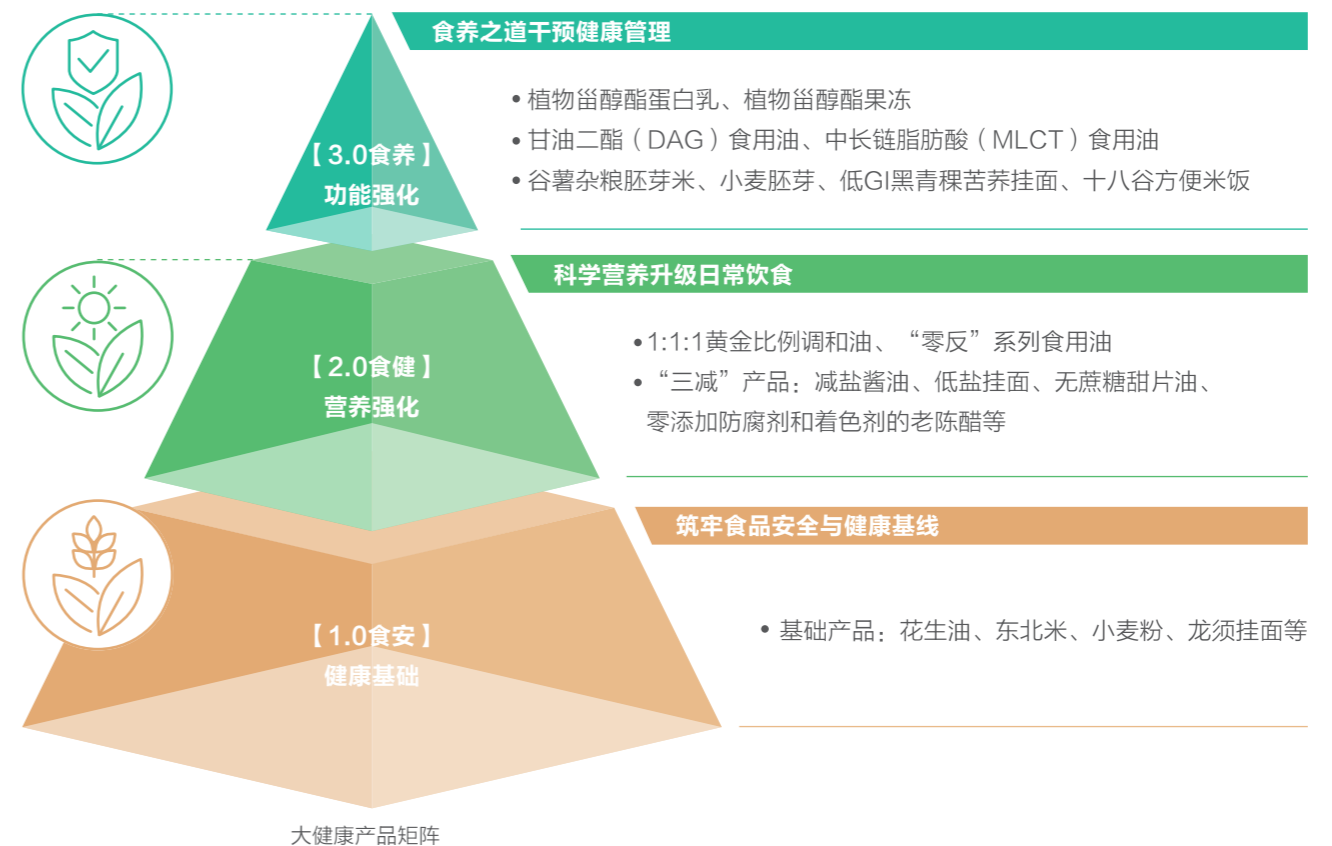 食养之道干预健康管理
•植物甾醇酯蛋白乳、植物甾醇酯果冻
•甘油二酯（DAG）食用油、中长链脂肪酸（MLCT）食用油
•谷薯杂粮胚芽米、小麦胚芽、低GI黑青稞苦荞挂面、十八谷方便米饭
【3.0食养】
功能强化
科学营养升级日常饮食
•1:1:1黄金比例调和油、“零反”系列食用油
•“三减”产品：减盐酱油、低盐挂面、无蔗糖甜片油、
零添加防腐剂和着色剂的老陈醋等
【2.0食健】
营养强化
筑牢食品安全与健康基线
•基础产品：花生油、东北米、小麦粉、龙须挂面等
【1.0食安】
健康基础
大健康产品矩阵